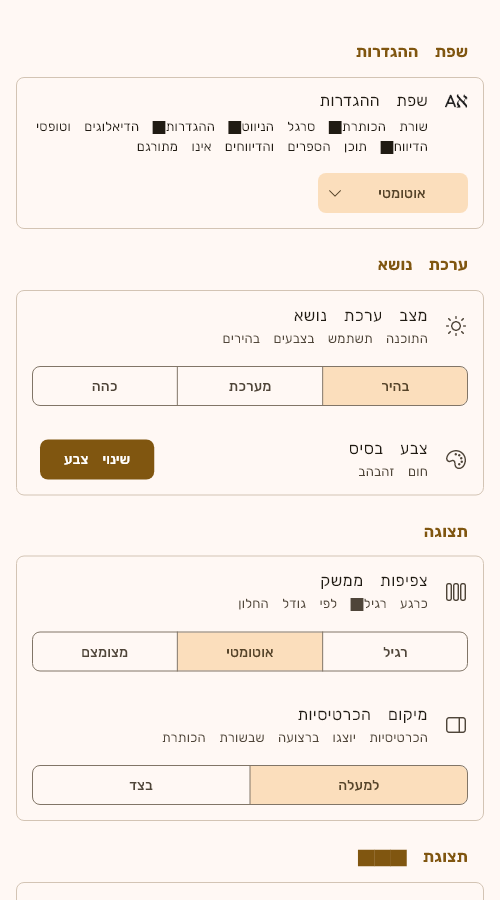 שפת ההגדרות
שפת ההגדרות
שורת הכותרת סרגל הניווט ההגדרות הדיאלוגים וטופסי
הדיווח תוכן הספרים והדיווחים אינו מתורגם
אוטומטי
ערכת נושא
מצב ערכת נושא
התוכנה תשתמש בצבעים בהירים
בהיר
מערכת
כהה
צבע בסיס
חום זהבהב
שינוי צבע
תצוגה
צפיפות ממשק
כרגע רגיל לפי גודל החלון
רגיל
אוטומטי
מצומצם
מיקום הכרטיסיות
הכרטיסיות יוצגו ברצועה שבשורת הכותרת
למעלה
בצד
תצוגת